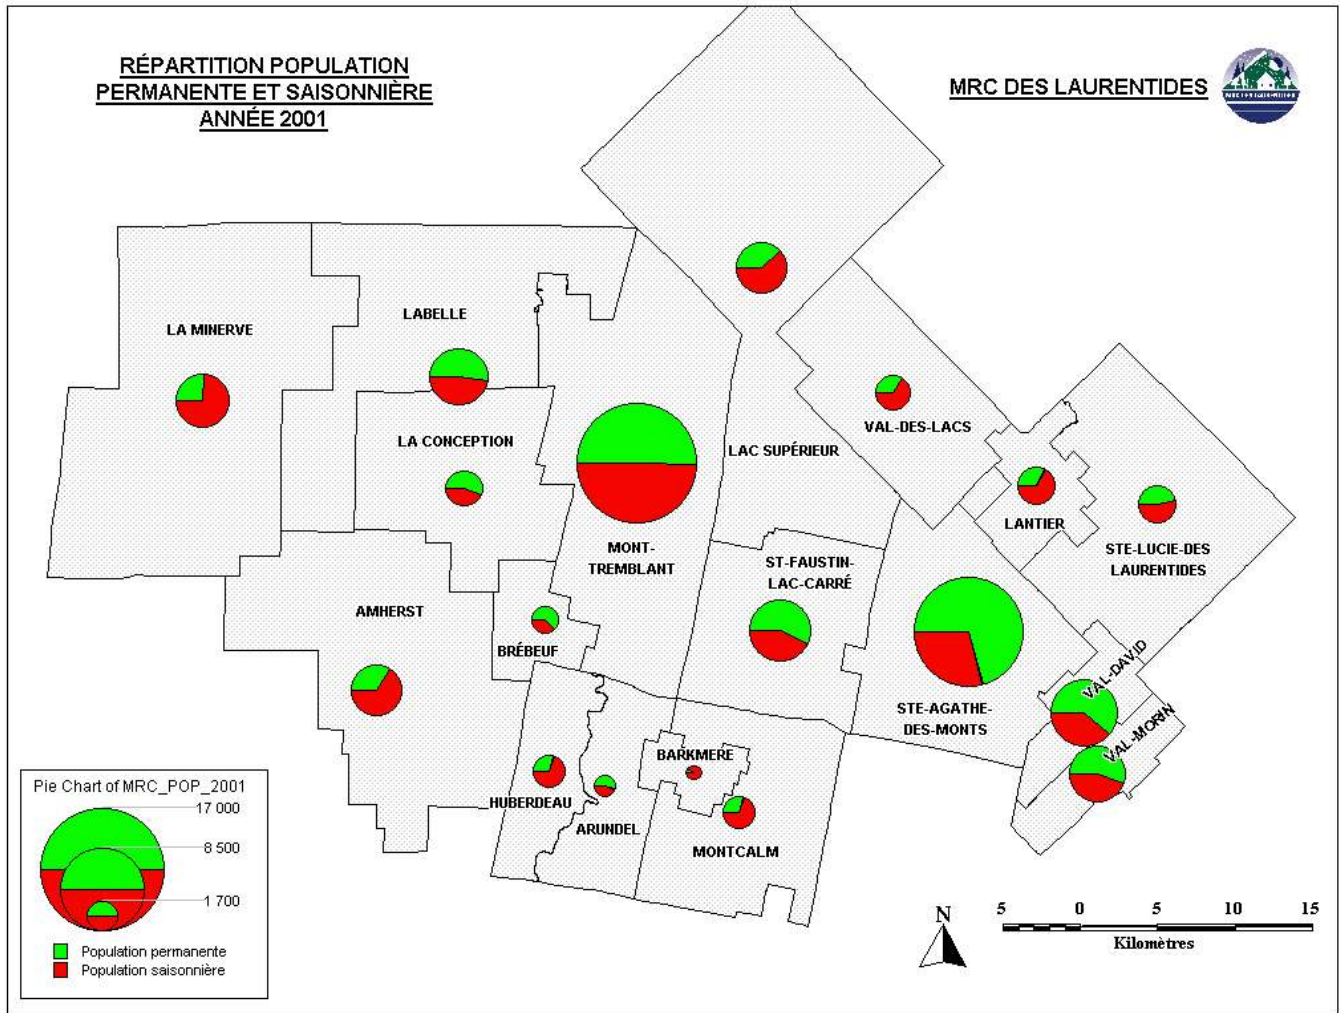 RÉPARTITION POPULATION
PERMANENTE ET SAISONNIÈRE
ANNÉE 2001
MRC DES LAURENTIDES
MRC LES LAURENTIDES
LA MINERVE
LABELLE
LA CONCEPTION
LAC SUPÉRIEUR
VAL-DES-LACS
LANTIER
STE-LUCIE-DES
LAURENTIDES
MONT-
TREMBLANT
ST-FAUSTIN-
LAC-CARRÉ
AMHERST
BRÉBEUF
STE-AGATHE-
DES-MONTS
VAL-DAVID
VAL-MORIN
BARKMERE
HUBERDEAU
ARUNDEL
MONTCALM
Pie Chart of MRC_POP_2001
17 000
8 500
1 700
Population permanente
Population saisonnière
N
5 0 5 10 15
Kilomètres